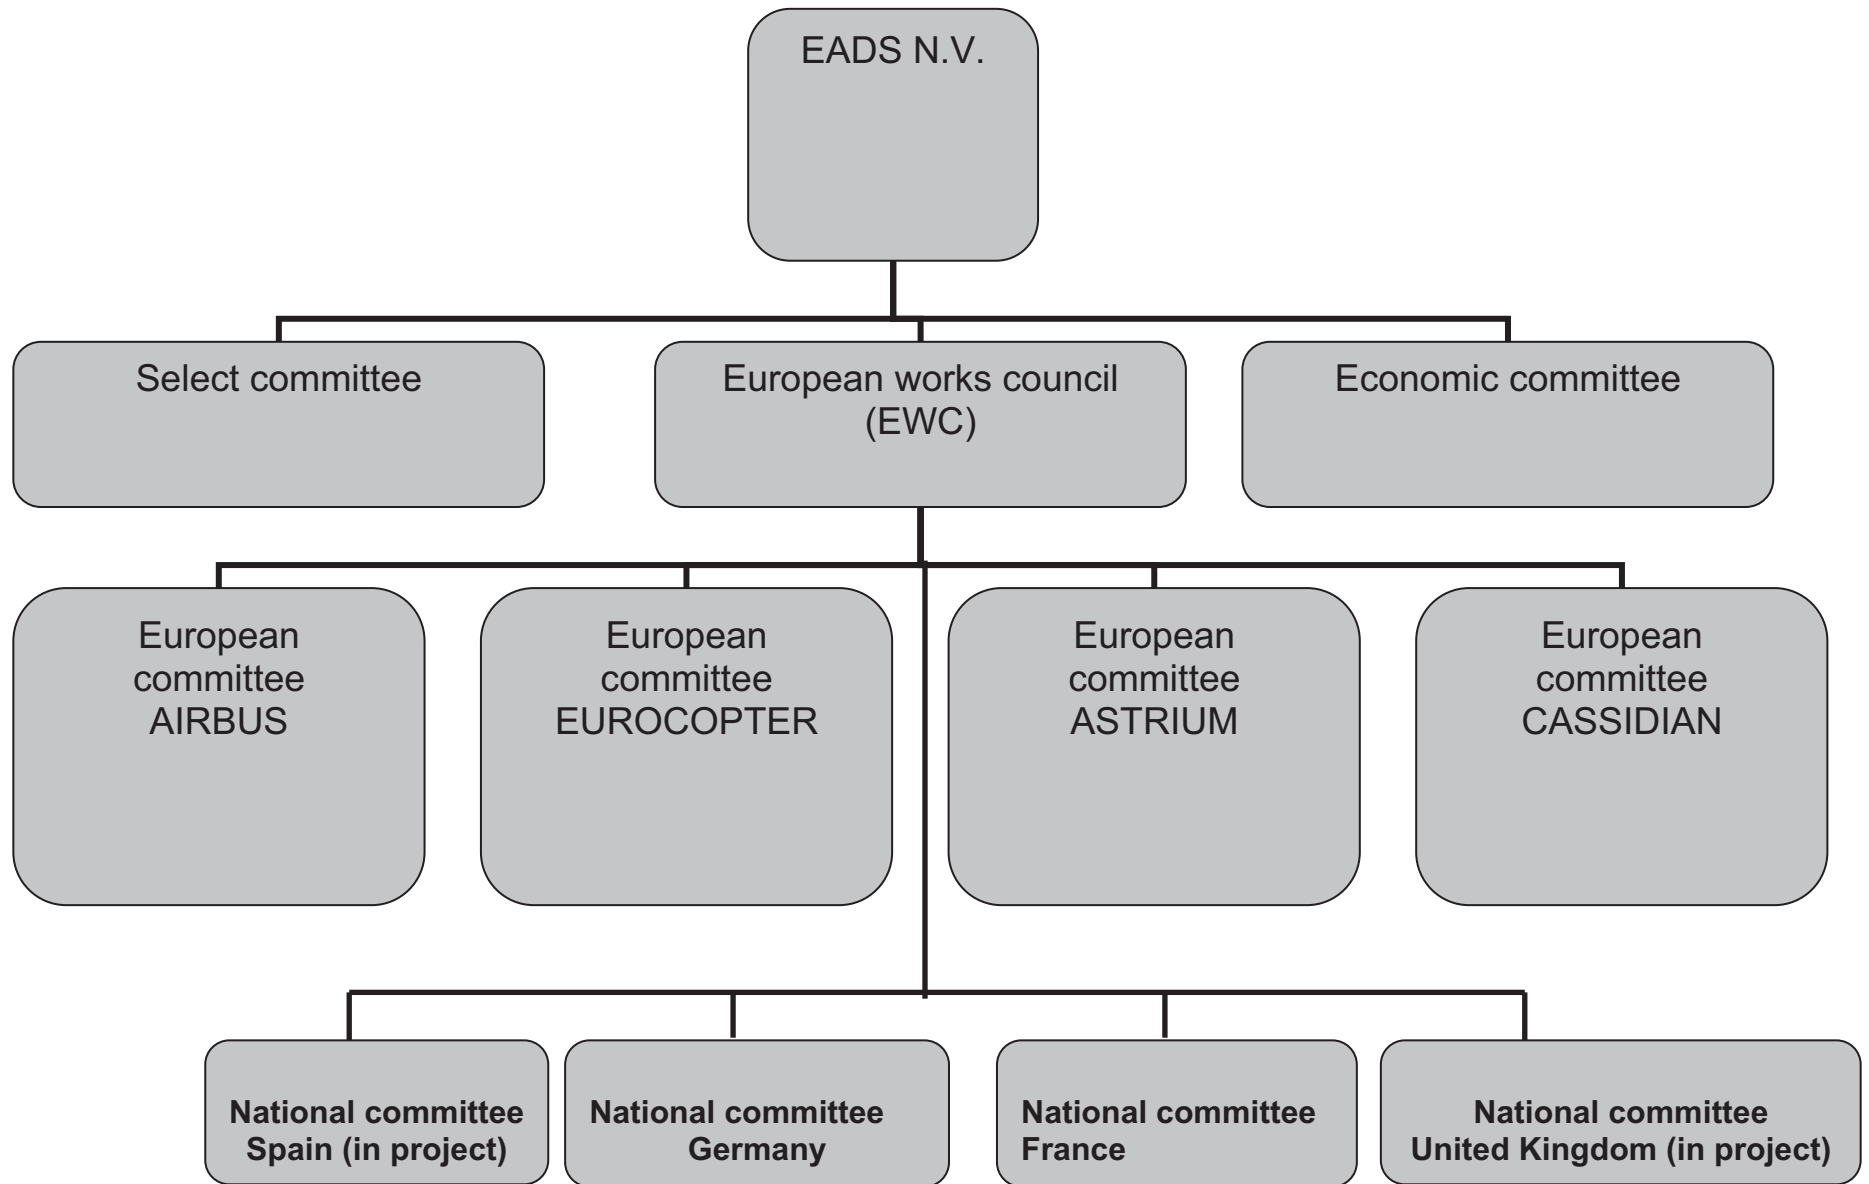 EADS N.V.
Select committee
European works council
(EWC)
Economic committee
European
committee
AIRBUS
European
committee
EUROCOPTER
European
committee
ASTRIUM
European
committee
CASSIDIAN
National committee
Spain (in project)
National committee
Germany
National committee
France
National committee
United Kingdom (in project)